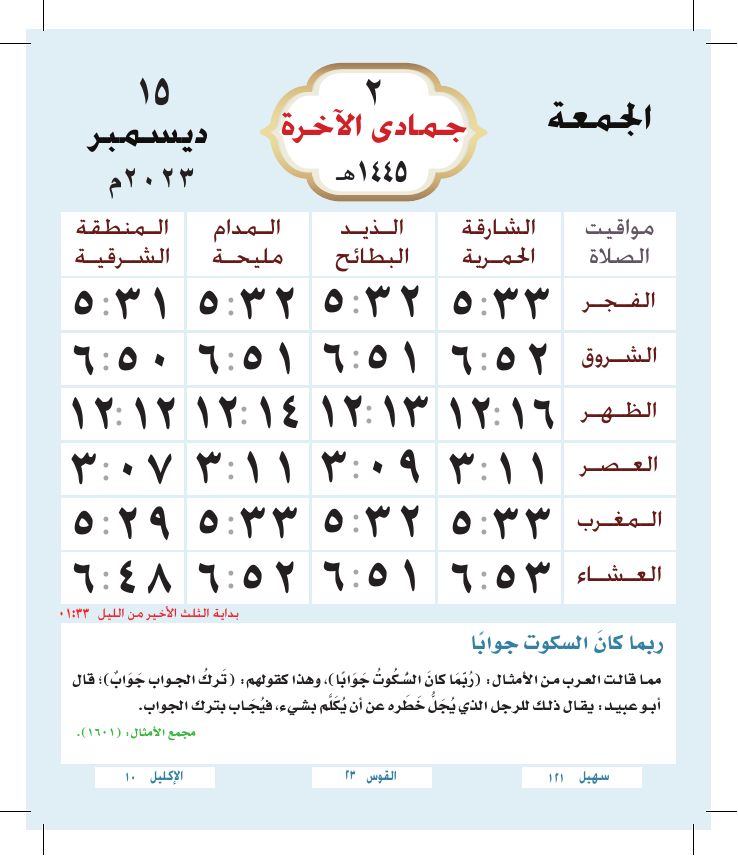 الجمعة
٢
جمادى الآخرة
١٤٤٥هـ
١٥
ديسمبر
٢٠٢٣م
مواقيت الصلاة الشارقة الحمرية الذيد البطائح المدام مليحة المنطقة الشرقية
الفجر ٥:٣٣ ٥:٣٢ ٥:٣٢ ٥:٣١
الشروق ٦:٥٢ ٦:٥١ ٦:٥١ ٦:٥٠
الظهر ١٢:١٦ ١٢:١٣ ١٢:١٤ ١٢:١٢
العصر ٣:١١ ٣:٠٩ ٣:١١ ٣:٠٧
المغرب ٥:٣٣ ٥:٣٢ ٥:٣٣ ٥:٢٩
العشاء ٦:٥٣ ٦:٥١ ٦:٥٢ ٦:٤٨
بداية الثلث الأخير من الليل ٠١:٣٣
ربما كانَ السكوت جوابًا
مما قالت العرب من الأمثال: (رُبَّمَا كانَ السُّكُوتُ جَوَابًا)، وهذا كقولهم: (تَركُ الجواب جَوَابٌ)؛ قال
أبو عبيد: يقال ذلك للرجل الذي يُجَلُّ خَطَره عن أن يُكَلَّم بشيء، فيُجَاب بترك الجواب.
مجمع الأمثال: (١٦٠١).
سهيل ١٢١
القوس ٢٣
الإكليل ١٠